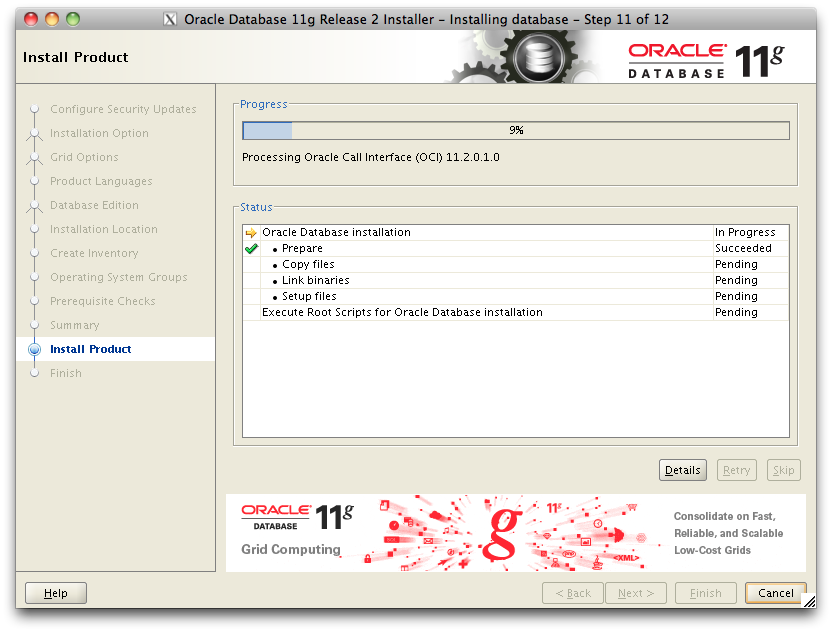 Oracle Database 11g Release 2 Installer - Installing database - Step 11 of 12
Install Product
ORACLE DATABASE 11g
Configure Security Updates
Installation Option
Grid Options
Product Languages
Database Edition
Installation Location
Create Inventory
Operating System Groups
Prerequisite Checks
Summary
Install Product
Finish
Progress
9%
Processing Oracle Call Interface (OCI) 11.2.0.1.0
Status
Oracle Database installation In Progress
• Prepare Succeeded
• Copy files Pending
• Link binaries Pending
• Setup files Pending
Execute Root Scripts for Oracle Database installation Pending
Details Retry Skip
ORACLE DATABASE 11g
Grid Computing
g
11g
<XML>
Consolidate on Fast,
Reliable, and Scalable
Low-Cost Grids
Help < Back Next > Finish Cancel